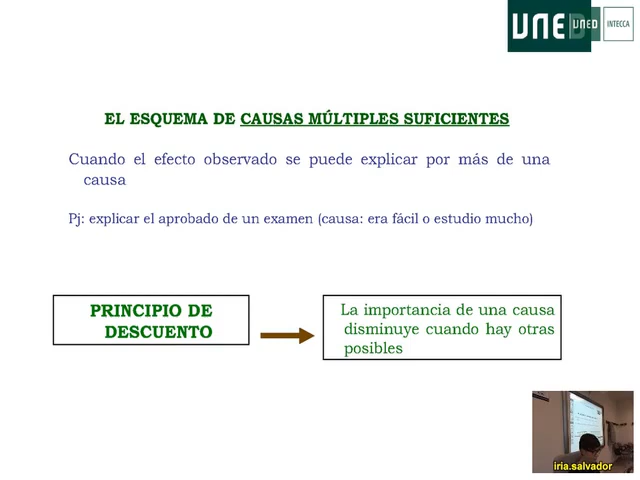 UNED
UNED
INTECCA
EL ESQUEMA DE CAUSAS MÚLTIPLES SUFICIENTES
Cuando el efecto observado se puede explicar por más de una
causa
Pj: explicar el aprobado de un examen (causa: era fácil o estudio mucho)
PRINCIPIO DE
DESCUENTO
La importancia de una causa
disminuye cuando hay otras
posibles
iria.salvador